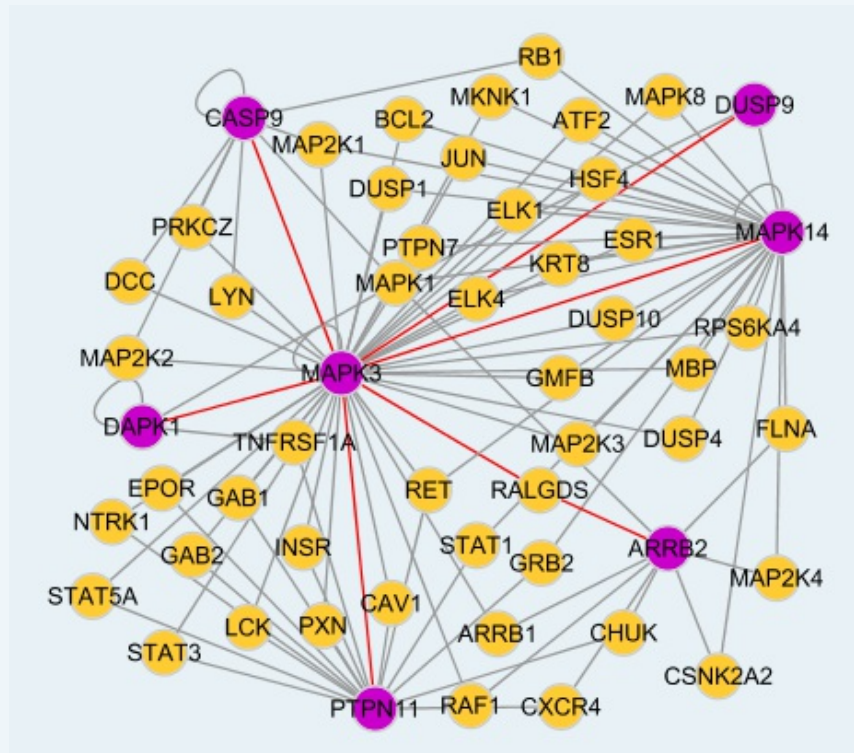 RB1
MKNK1
MAPK8
DUSP9
CASP9
BCL2
ATF2
MAP2K1
JUN
DUSP1
HSF4
ELK1
PRKCZ
MAPK14
PTPN7
ESR1
KRT8
DCC
LYN
MAPK1
ELK4
DUSP10
RPS6KA4
MAP2K2
MAPK3
GMFB
MBP
DAPK1
TNFRSF1A
MAP2K3
DUSP4
FLNA
EPOR
GAB1
RET
RALGDS
NTRK1
INSR
STAT1
ARRB2
GAB2
GRB2
MAP2K4
STAT5A
CAV1
LCK
PXN
ARRB1
CHUK
STAT3
CSNK2A2
PTPN11
RAF1
CXCR4